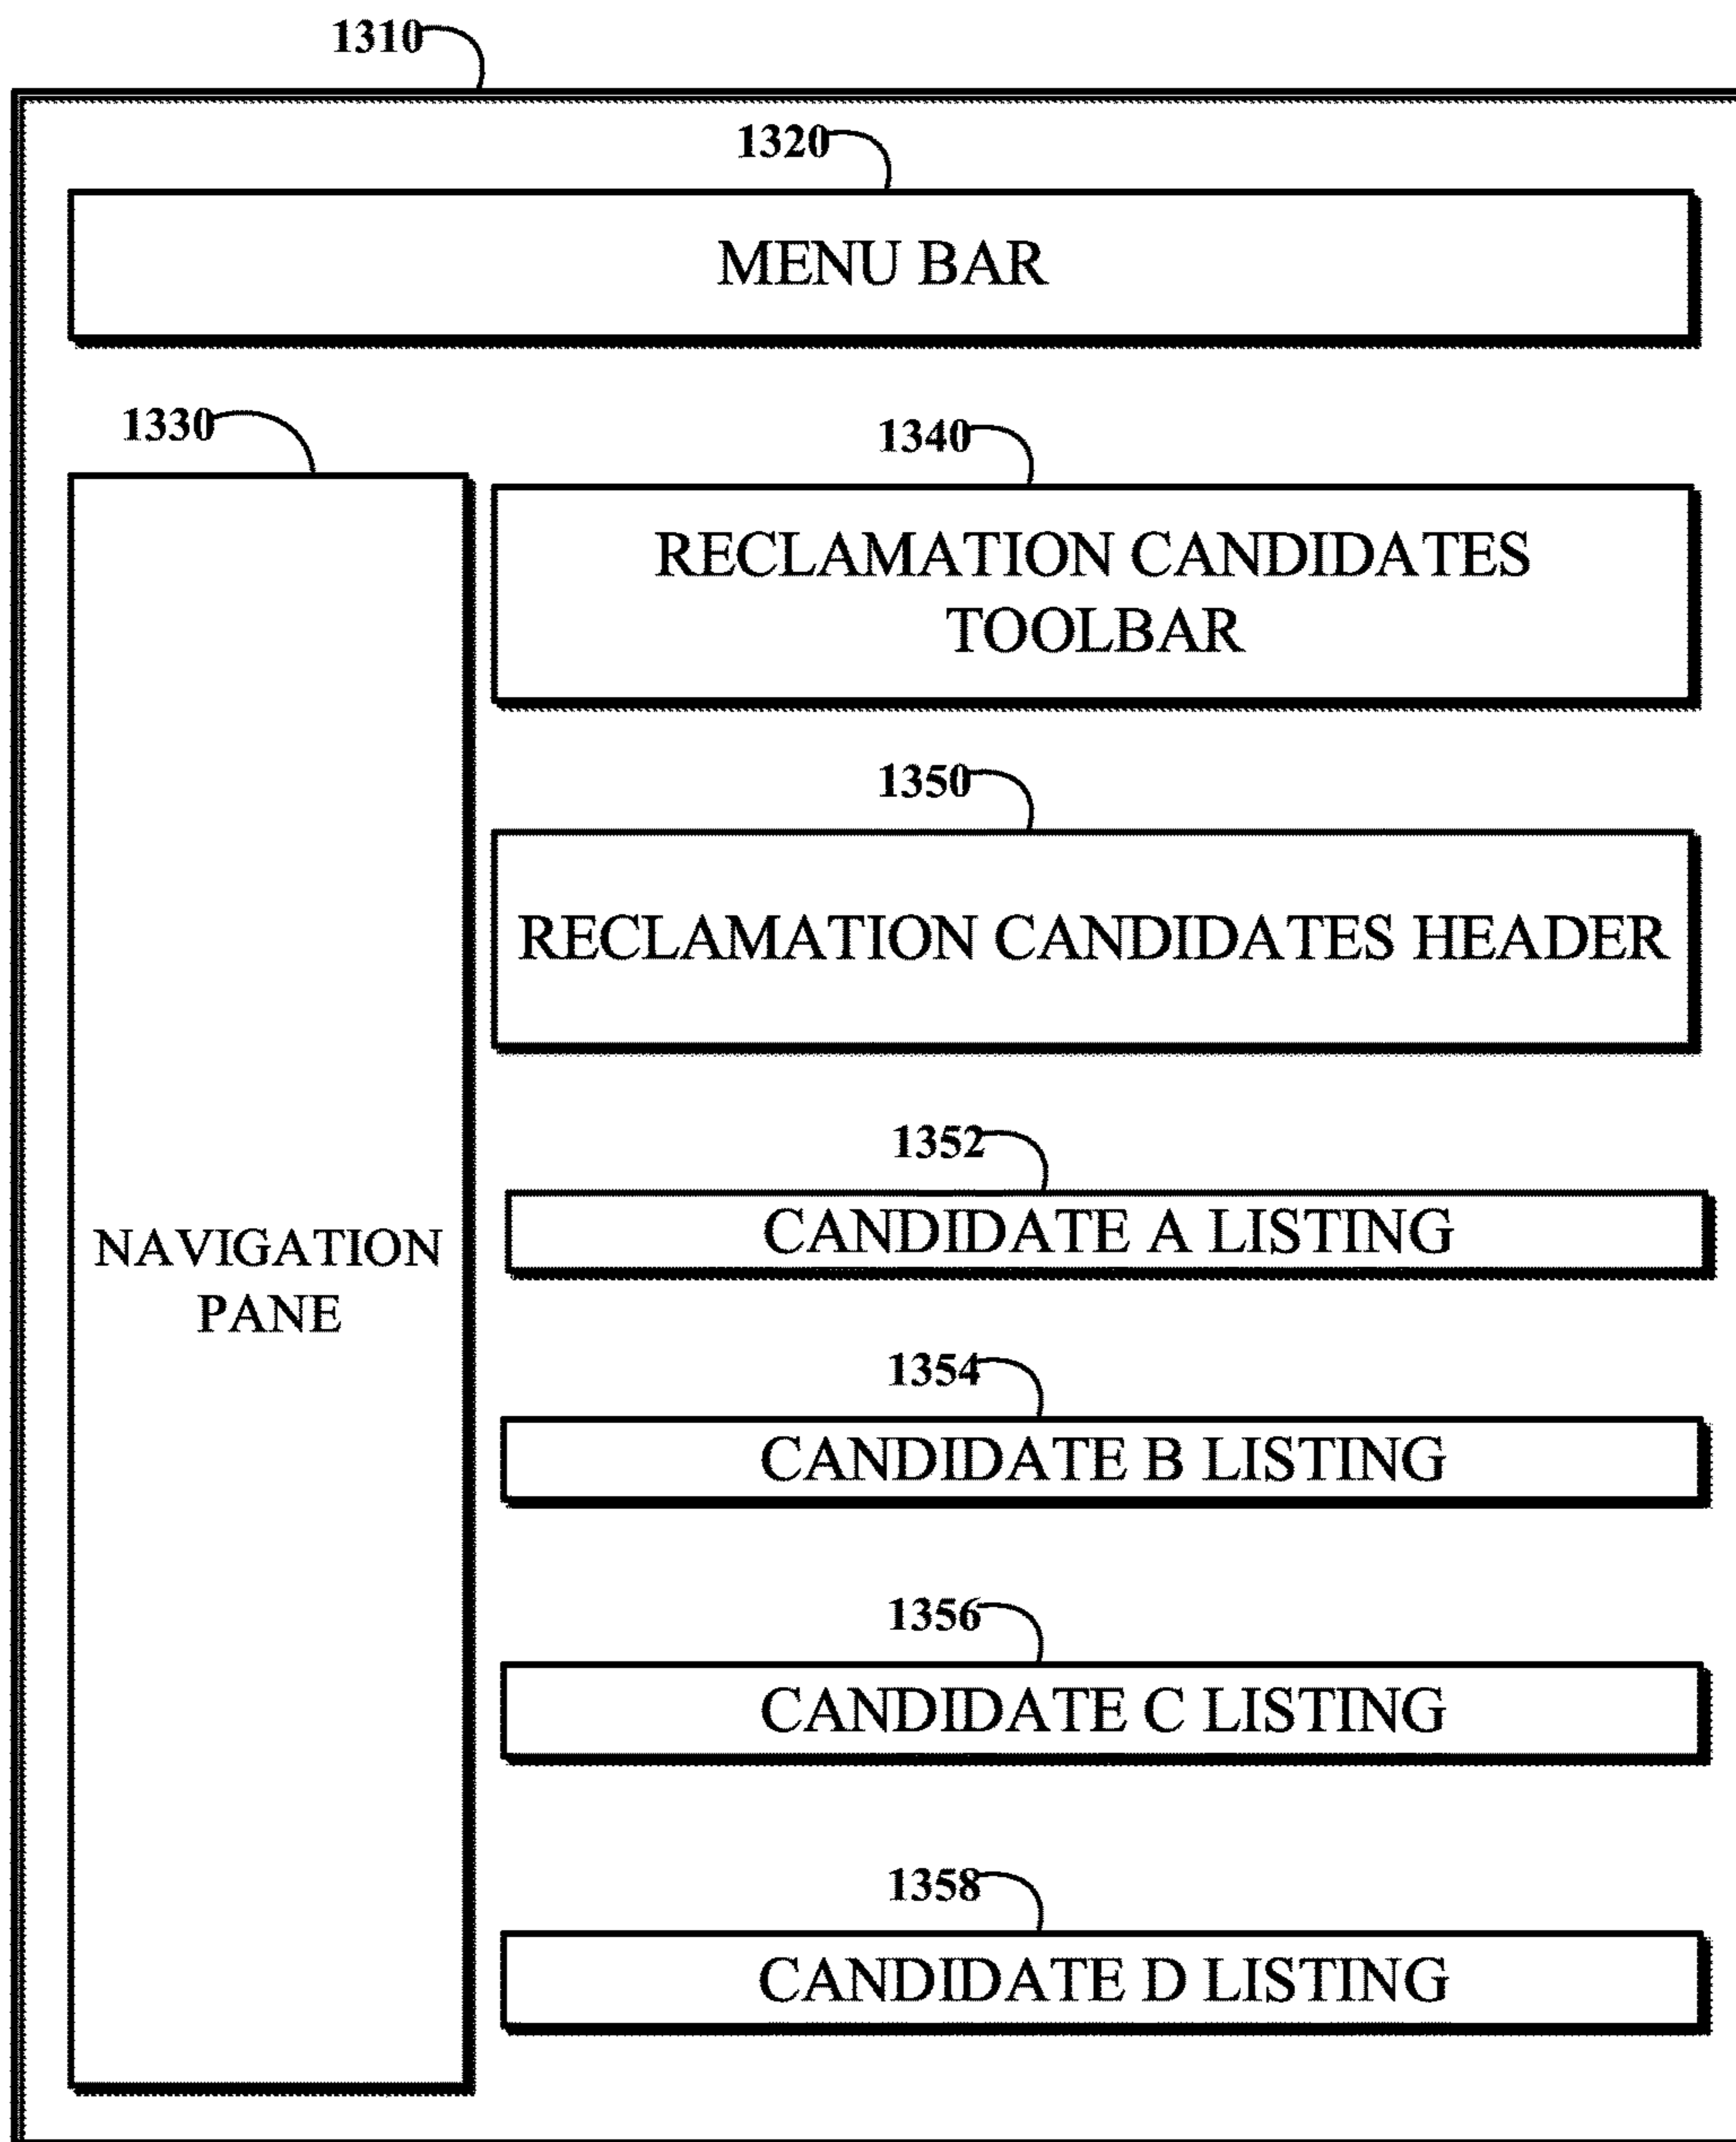 1310
1320
MENU BAR
1330
1340
RECLAMATION CANDIDATES
TOOLBAR
1350
RECLAMATION CANDIDATES HEADER
1352
CANDIDATE A LISTING
NAVIGATION
PANE
1354
CANDIDATE B LISTING
1356
CANDIDATE C LISTING
1358
CANDIDATE D LISTING